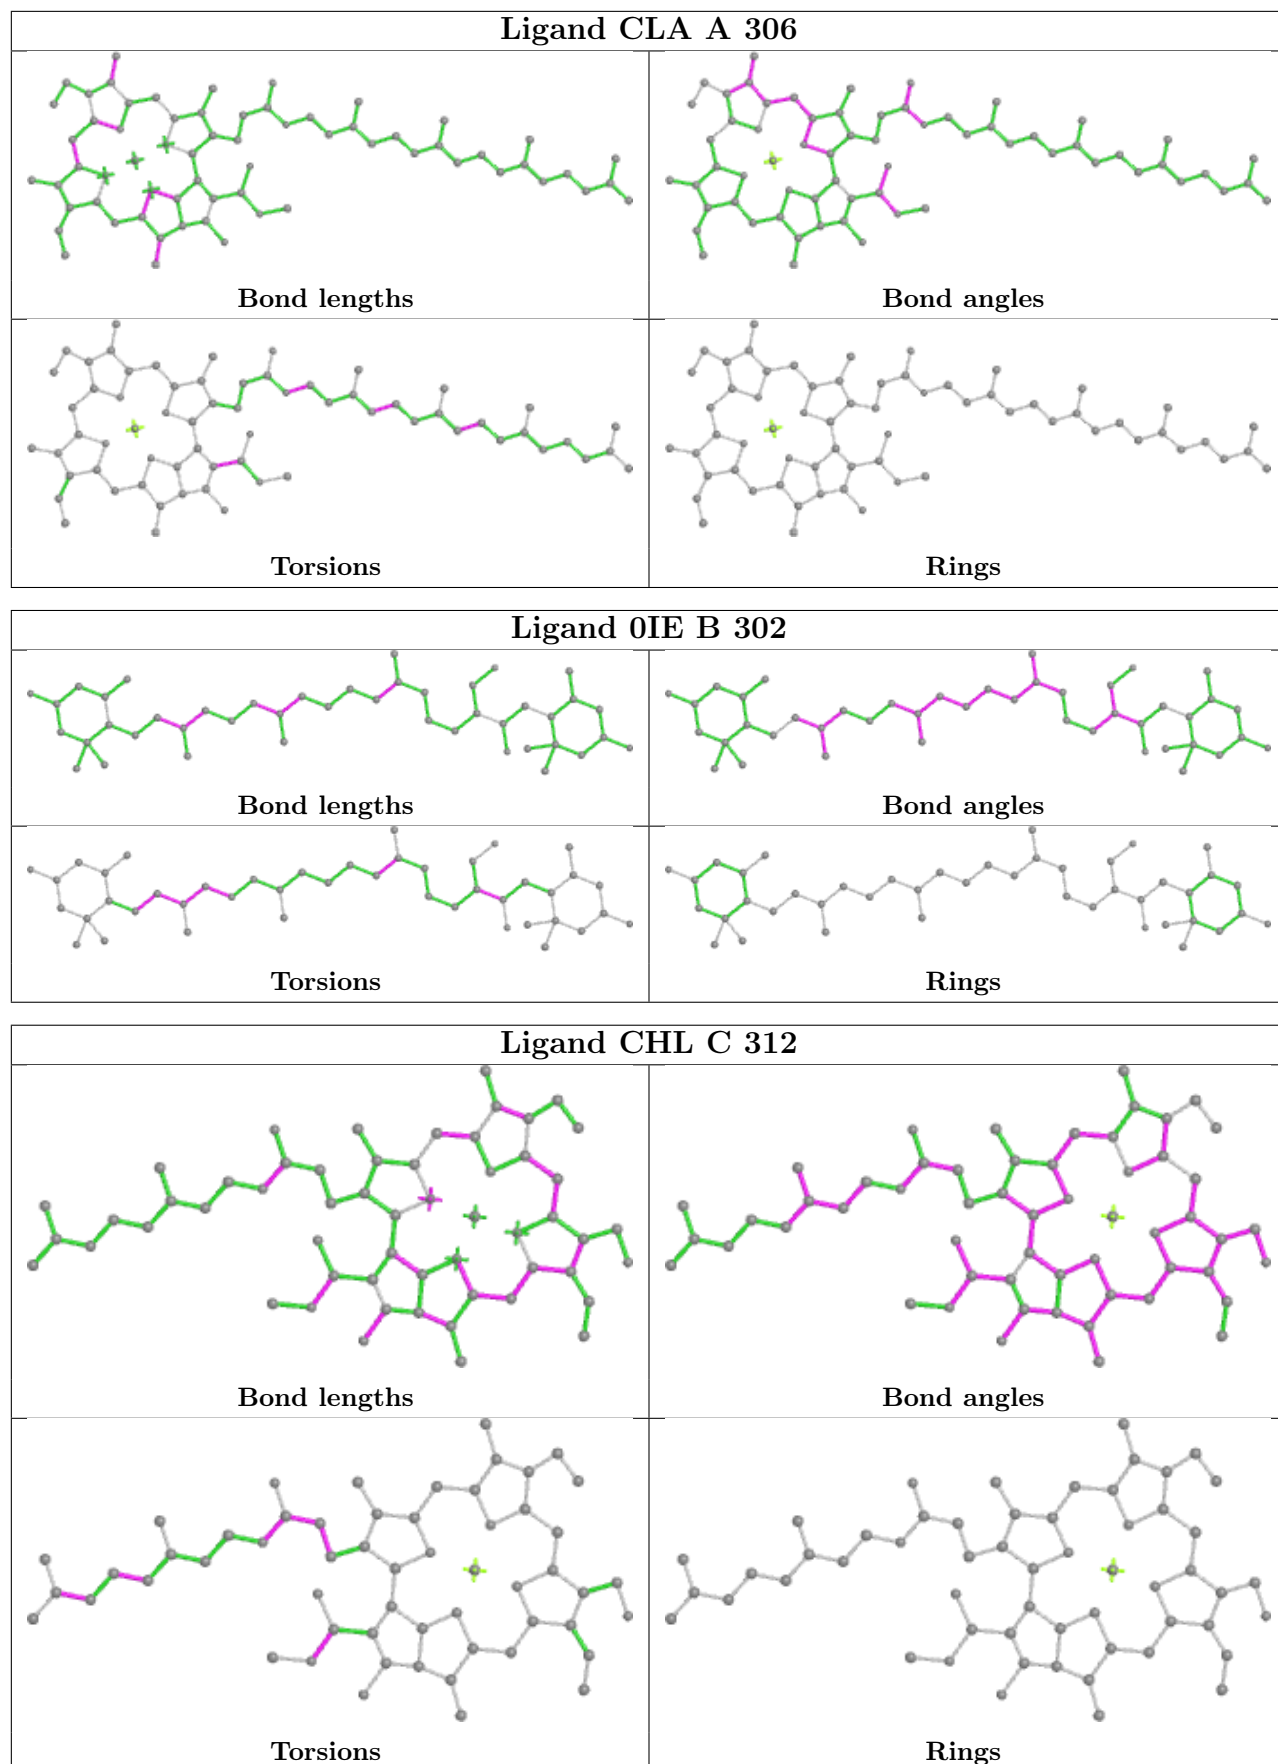 Ligand CLA A 306
Bond lengths
Bond angles
Torsions
Rings
Ligand 0IE B 302
Bond lengths
Bond angles
Torsions
Rings
Ligand CHL C 312
Bond lengths
Bond angles
Torsions
Rings